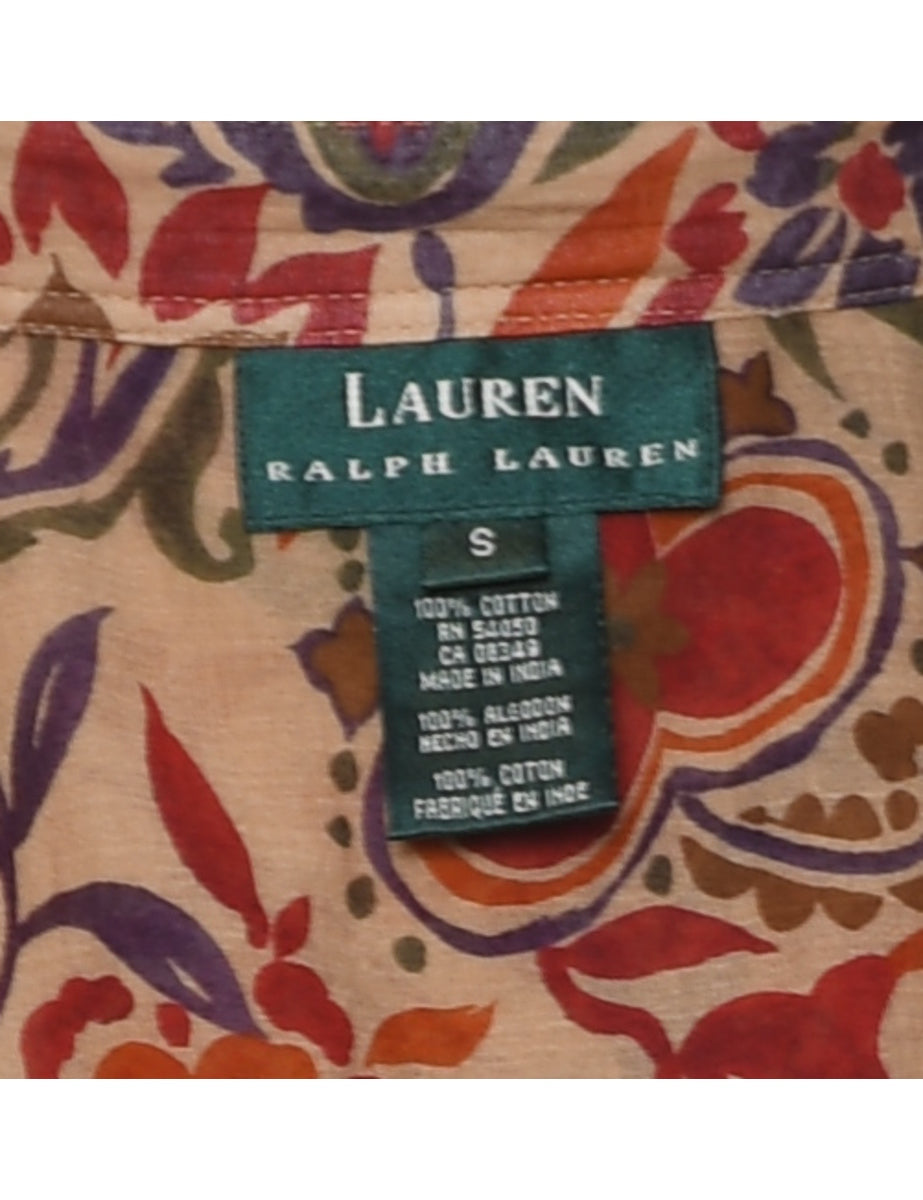 LAUREN
RALPH LAUREN
S
100% COTTON
RN 54050
CA 08349
MADE IN INDIA
100% ALGODON
HECHO EN INDIA
100% COTON
FABRIQUÉ EN INDE